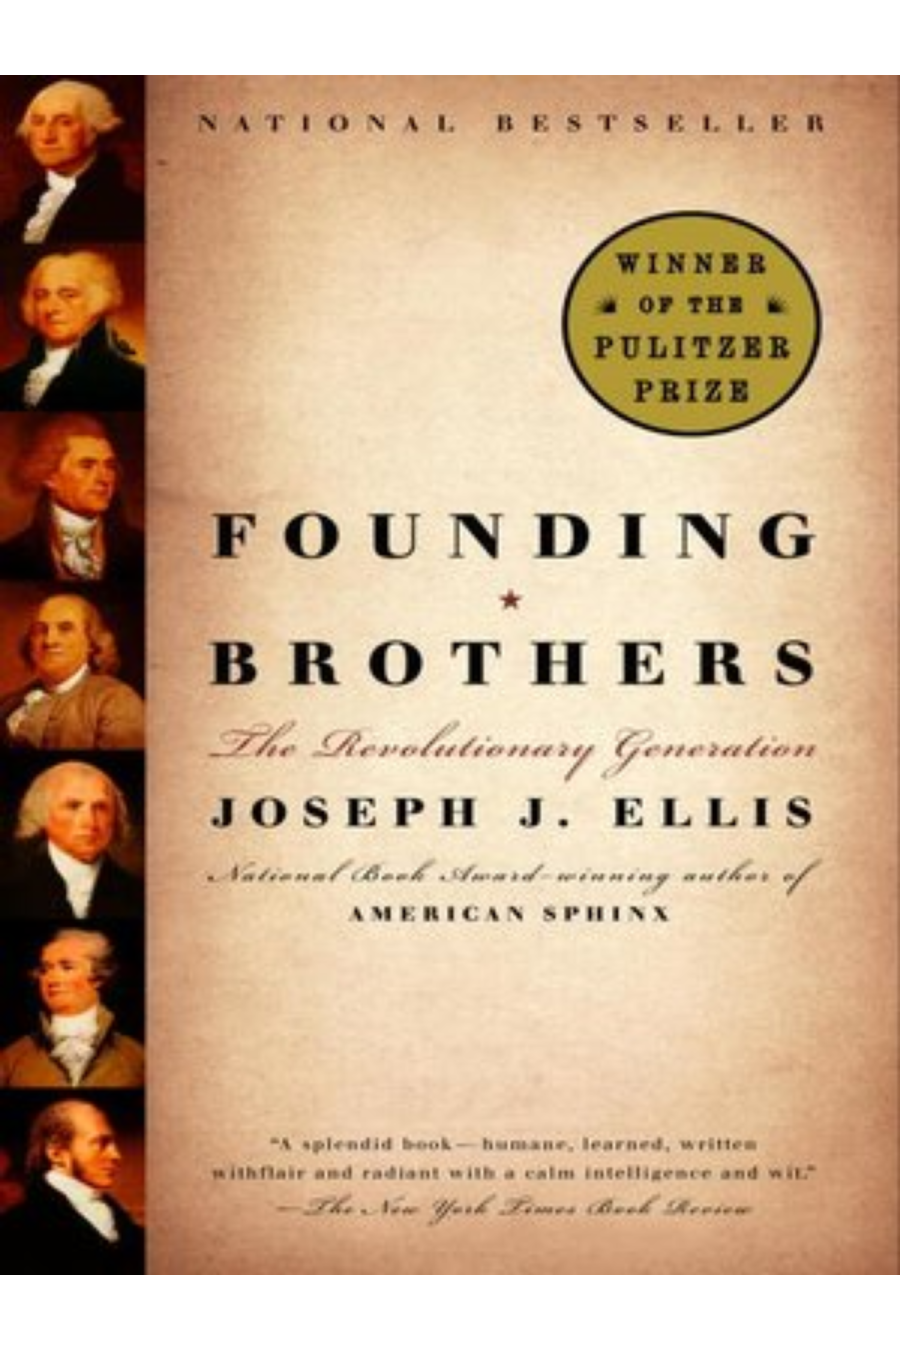 NATIONAL BESTSELLER
WINNER
OF THE
PULITZER
PRIZE
FOUNDING
BROTHERS
The Revolutionary Generation
JOSEPH J. ELLIS
National Book Award-winning author of
AMERICAN SPHINX
“A splendid book—humane, learned, written
withflair and radiant with a calm intelligence and wit.”
—The New York Times Book Review